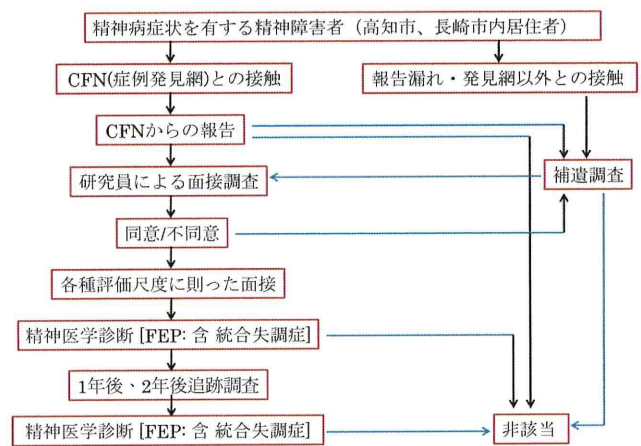 精神病症状を有する精神障害者（高知市、長崎市内居住者）
CFN(症例発見網)との接触
報告漏れ・発見網以外との接触
CFNからの報告
研究員による面接調査
補遺調査
同意/不同意
各種評価尺度に則った面接
精神医学診断 [FEP: 含 統合失調症]
1年後、2年後追跡調査
精神医学診断 [FEP: 含 統合失調症]
非該当